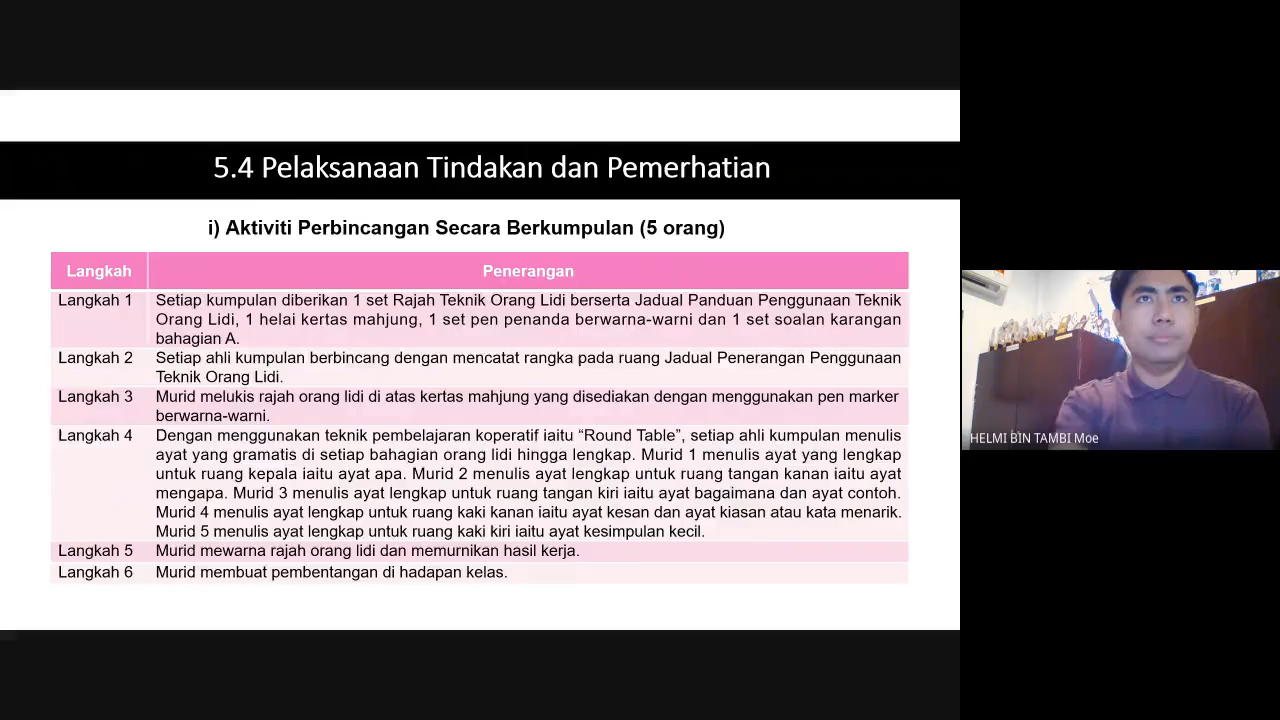 5.4 Pelaksanaan Tindakan dan Pemerhatian
i) Aktiviti Perbincangan Secara Berkumpulan (5 orang)
Langkah Penerangan
Langkah 1 Setiap kumpulan diberikan 1 set Rajah Teknik Orang Lidi berserta Jadual Panduan Penggunaan Teknik
Orang Lidi, 1 helai kertas mahjung, 1 set pen penanda berwarna-warni dan 1 set soalan karangan
bahagian A.
Langkah 2 Setiap ahli kumpulan berbincang dengan mencatat rangka pada ruang Jadual Penerangan Penggunaan
Teknik Orang Lidi.
Langkah 3 Murid melukis rajah orang lidi di atas kertas mahjung yang disediakan dengan menggunakan pen marker
berwarna-warni.
Langkah 4 Dengan menggunakan teknik pembelajaran koperatif iaitu “Round Table”, setiap ahli kumpulan menulis
ayat yang gramatis di setiap bahagian orang lidi hingga lengkap. Murid 1 menulis ayat yang lengkap
untuk ruang kepala iaitu ayat apa. Murid 2 menulis ayat lengkap untuk ruang tangan kanan iaitu ayat
mengapa. Murid 3 menulis ayat lengkap untuk ruang tangan kiri iaitu ayat bagaimana dan ayat contoh.
Murid 4 menulis ayat lengkap untuk ruang kaki kanan iaitu ayat kesan dan ayat kiasan atau kata menarik.
Murid 5 menulis ayat lengkap untuk ruang kaki kiri iaitu ayat kesimpulan kecil.
Langkah 5 Murid mewarna rajah orang lidi dan memurnikan hasil kerja.
Langkah 6 Murid membuat pembentangan di hadapan kelas.
HELMI BIN TAMBI Moe